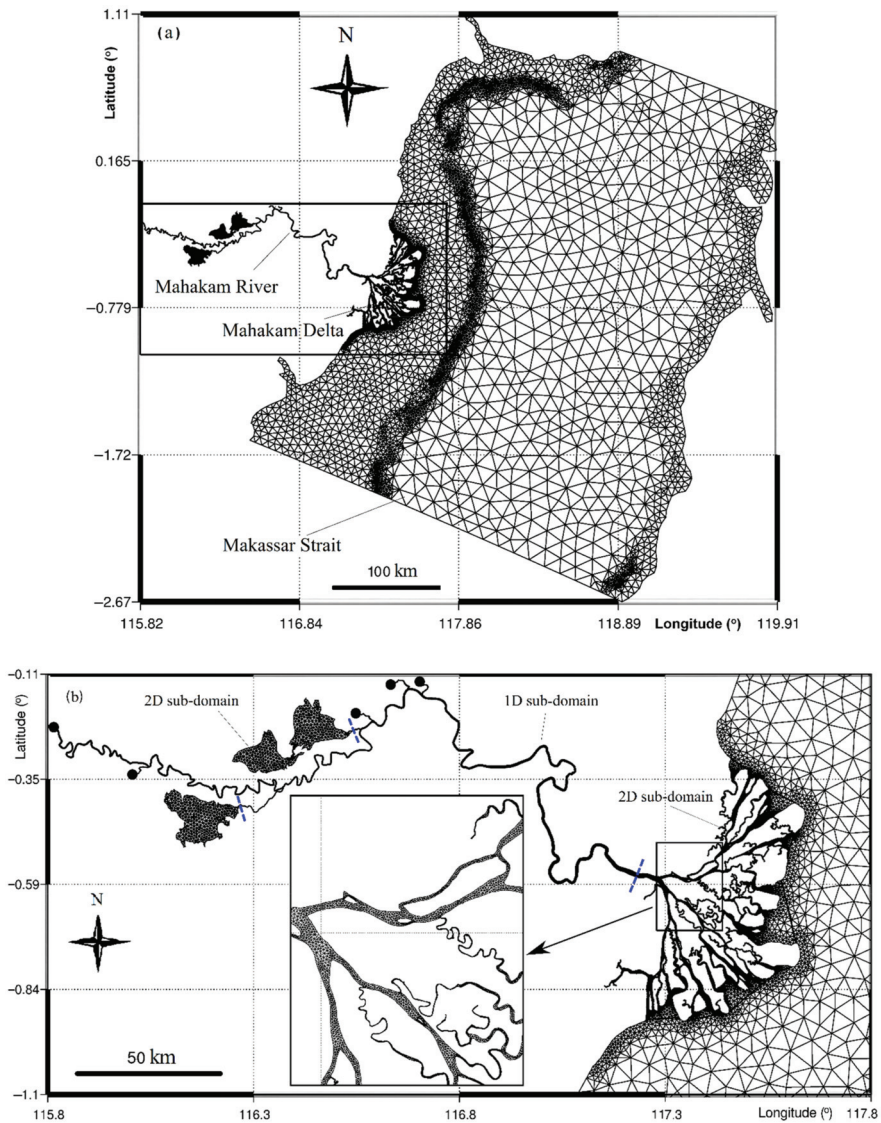 1.11
(a)
N
Latitude (º)
0.165
Mahakam River
−0.779
Mahakam Delta
−1.72
Makassar Strait
100 km
−2.67
115.82
116.84
117.86
118.89
Longitude (º)
119.91
−0.11
(b)
2D sub-domain
1D sub-domain
Latitude (º)
−0.35
2D sub-domain
−0.59
N
−0.84
50 km
−1.1
115.8
116.3
116.8
117.3
Longitude (º)
117.8